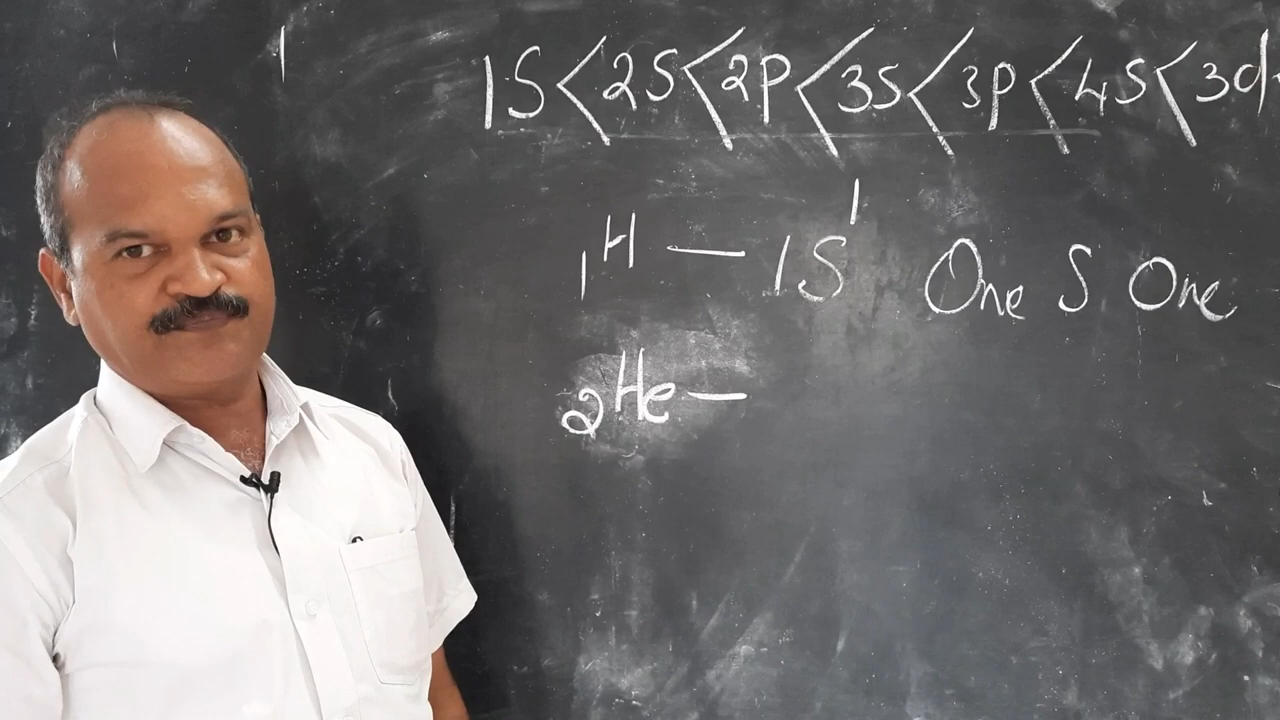 1S<2S<2P<3S<3P<4S<3d
₁H — 1S¹ One S One
₂He —